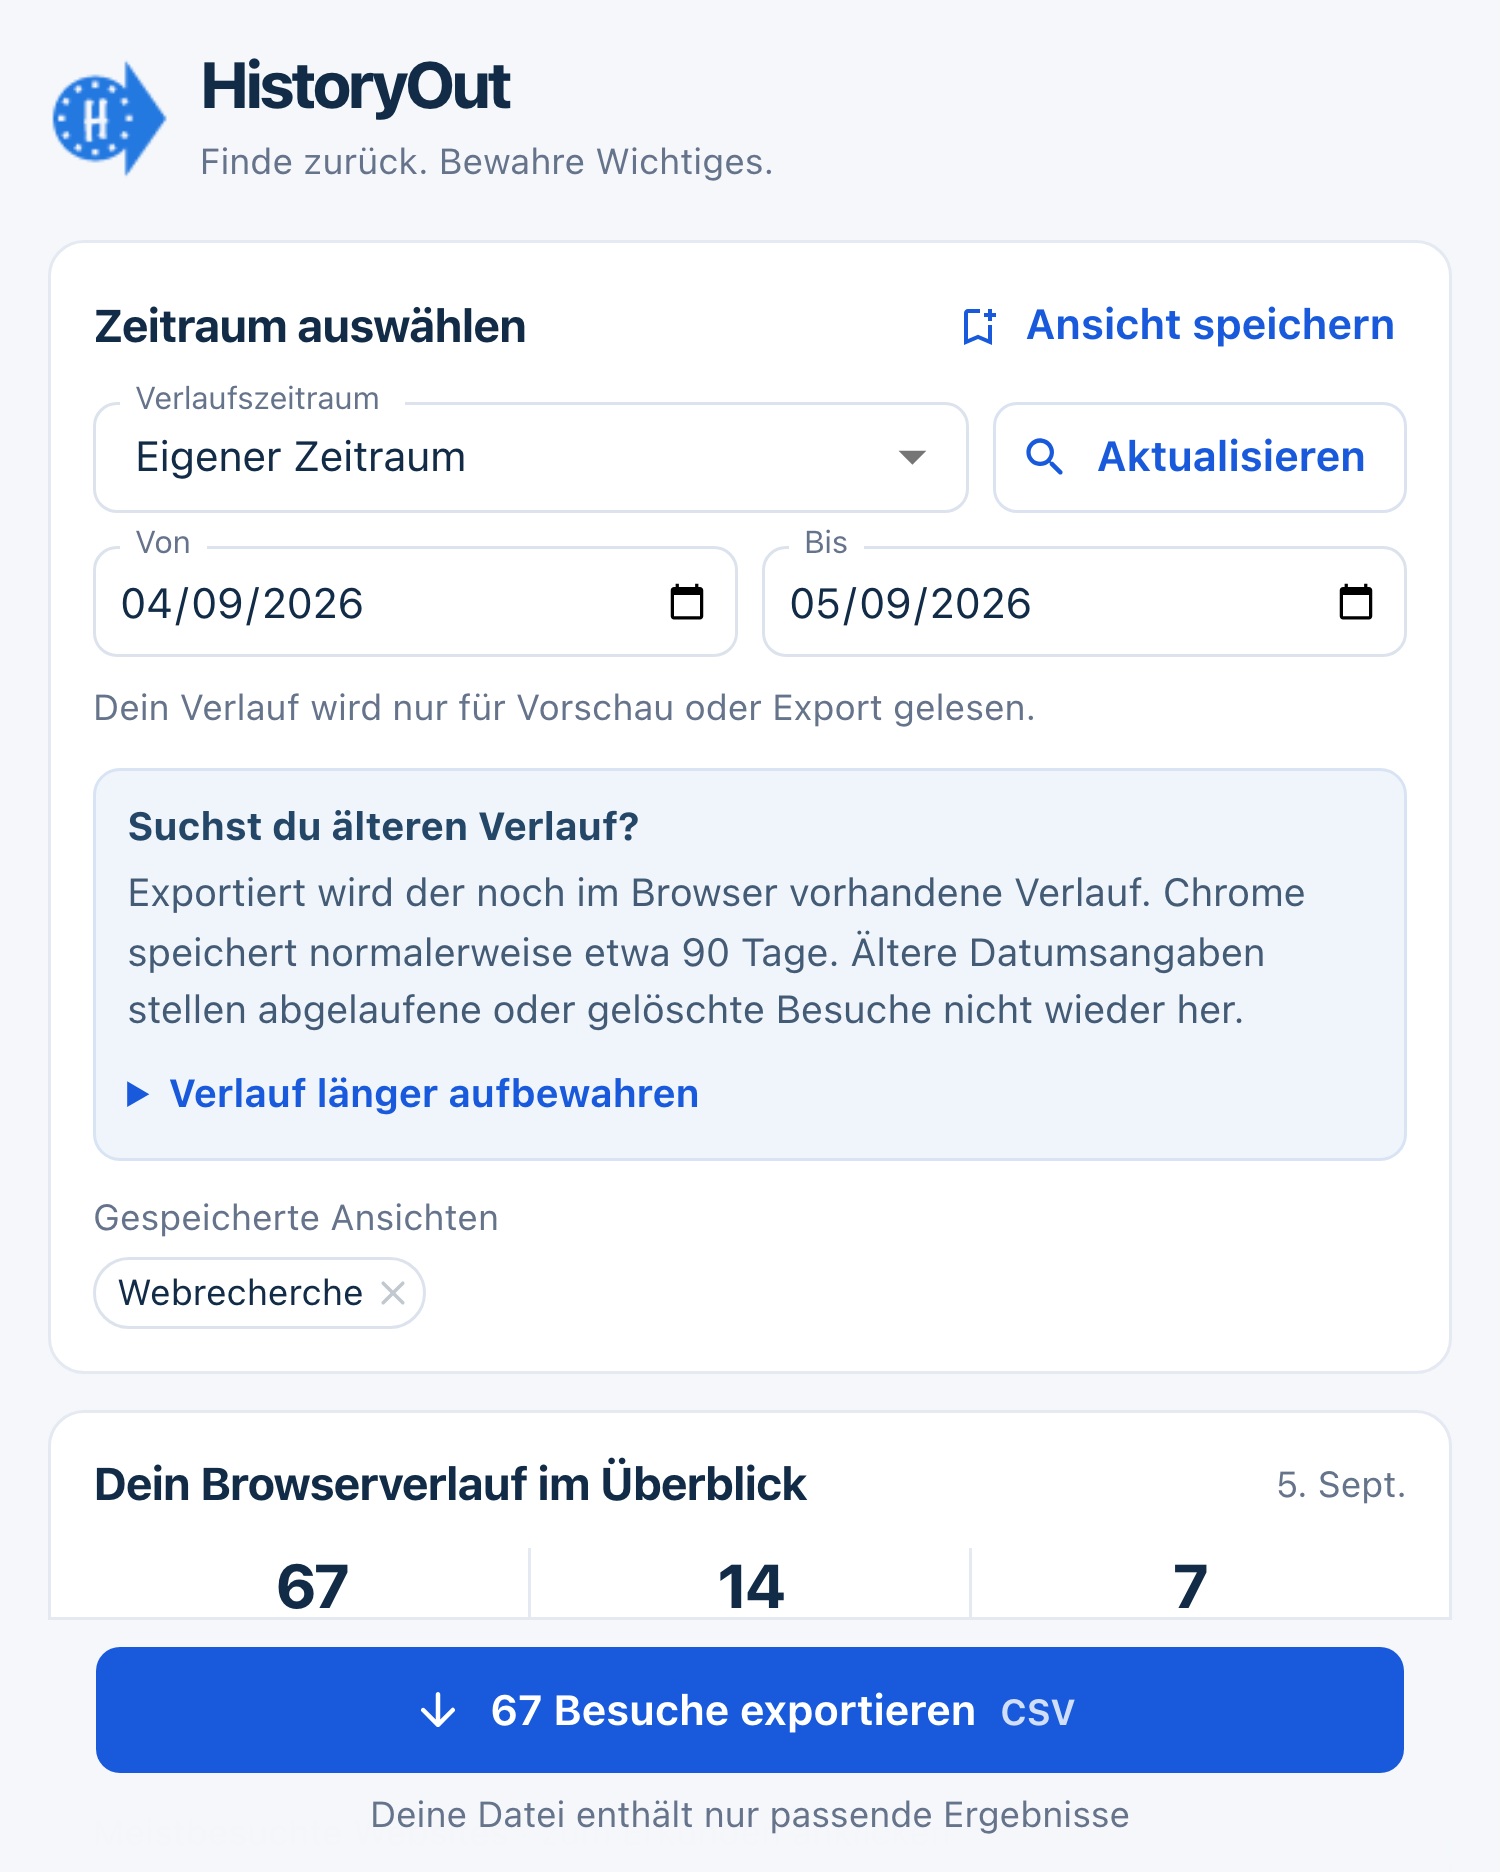 HistoryOut
Finde zurück. Bewahre Wichtiges.
Zeitraum auswählen
Ansicht speichern
Verlaufszeitraum
Eigener Zeitraum
Aktualisieren
Von
04/09/2026
Bis
05/09/2026
Dein Verlauf wird nur für Vorschau oder Export gelesen.
Suchst du älteren Verlauf?
Exportiert wird der noch im Browser vorhandene Verlauf. Chrome
speichert normalerweise etwa 90 Tage. Ältere Datumsangaben
stellen abgelaufene oder gelöschte Besuche nicht wieder her.
Verlauf länger aufbewahren
Gespeicherte Ansichten
Webrecherche
Dein Browserverlauf im Überblick
5. Sept.
67
14
7
67 Besuche exportieren CSV
Deine Datei enthält nur passende Ergebnisse